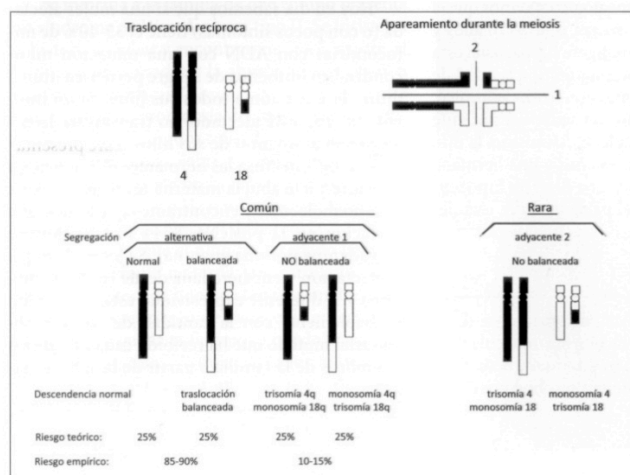 Traslocación recíproca
Apareamiento durante la meiosis
2
1
4 18
Común
Rara
Segregación alternativa adyacente 1 adyacente 2
Normal balanceada NO balanceada No balanceada
Descendencia normal
traslocación
balanceada
trisomía 4q
monosomía 18q
monosomía 4q
trisomía 18q
trisomía 4
monosomía 18
monosomía 4
trisomía 18
Riesgo teórico: 25% 25% 25% 25%
Riesgo empírico: 85-90% 10-15%